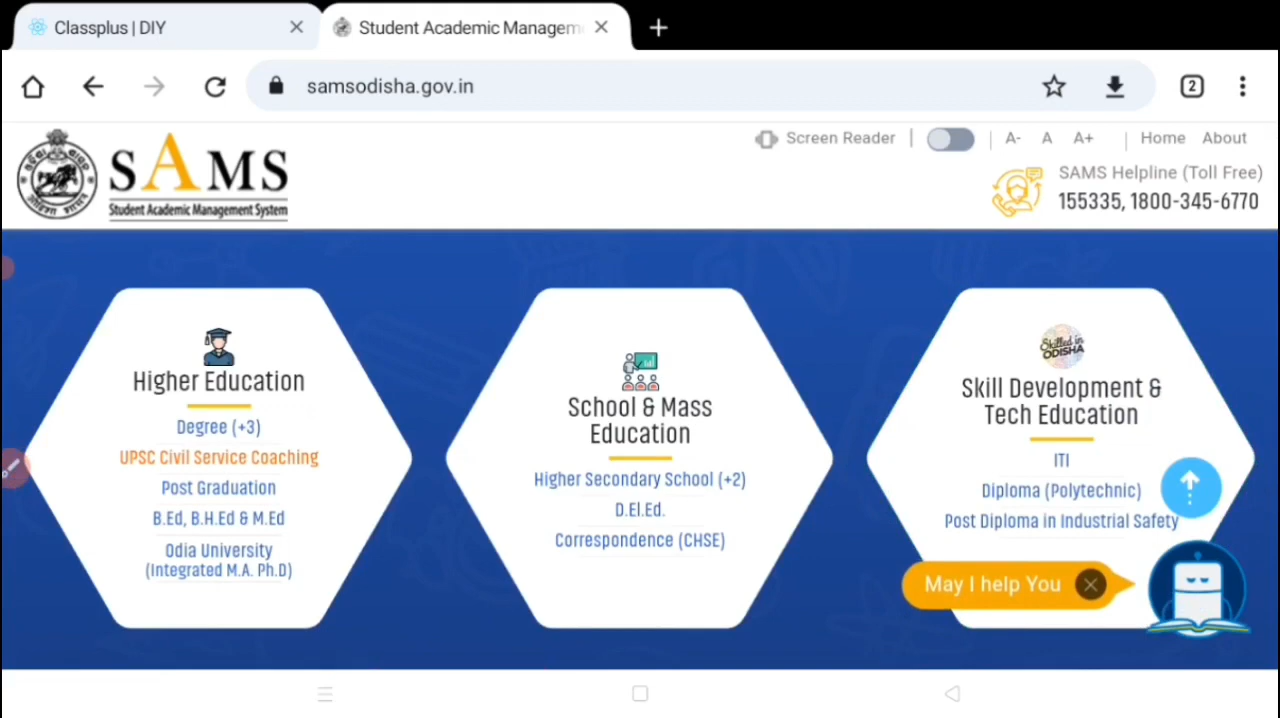 Classplus | DIY
Student Academic Managem
samsodisha.gov.in
2
Screen Reader
A- A A+
Home About
SAMS
Student Academic Management System
SAMS Helpline (Toll Free)
155335, 1800-345-6770
Higher Education
Degree (+3)
UPSC Civil Service Coaching
Post Graduation
B.Ed, B.H.Ed & M.Ed
Odia University
(Integrated M.A. Ph.D)
School & Mass
Education
Higher Secondary School (+2)
D.El.Ed.
Correspondence (CHSE)
Skilled in
ODISHA
Skill Development &
Tech Education
ITI
Diploma (Polytechnic)
Post Diploma in Industrial Safety
May I help You